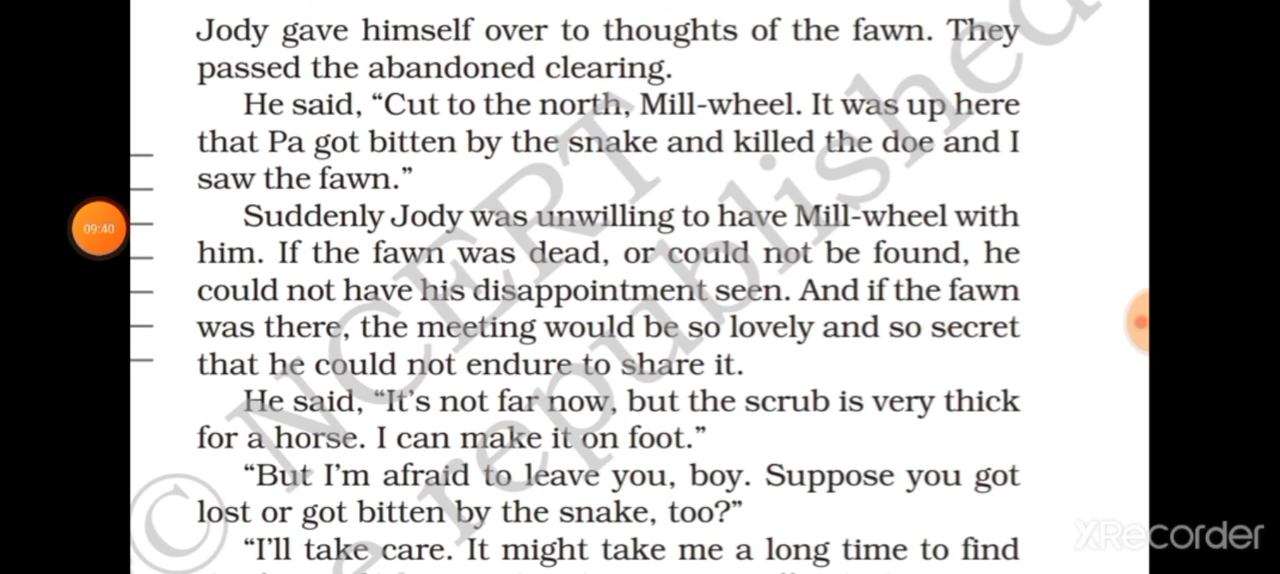 Jody gave himself over to thoughts of the fawn. They
passed the abandoned clearing.
He said, “Cut to the north, Mill-wheel. It was up here
that Pa got bitten by the snake and killed the doe and I
saw the fawn.”
Suddenly Jody was unwilling to have Mill-wheel with
him. If the fawn was dead, or could not be found, he
could not have his disappointment seen. And if the fawn
was there, the meeting would be so lovely and so secret
that he could not endure to share it.
He said, “It’s not far now, but the scrub is very thick
for a horse. I can make it on foot.”
“But I’m afraid to leave you, boy. Suppose you got
lost or got bitten by the snake, too?”
“I’ll take care. It might take me a long time to find
09:40
© NCERT
republished
XRecorder